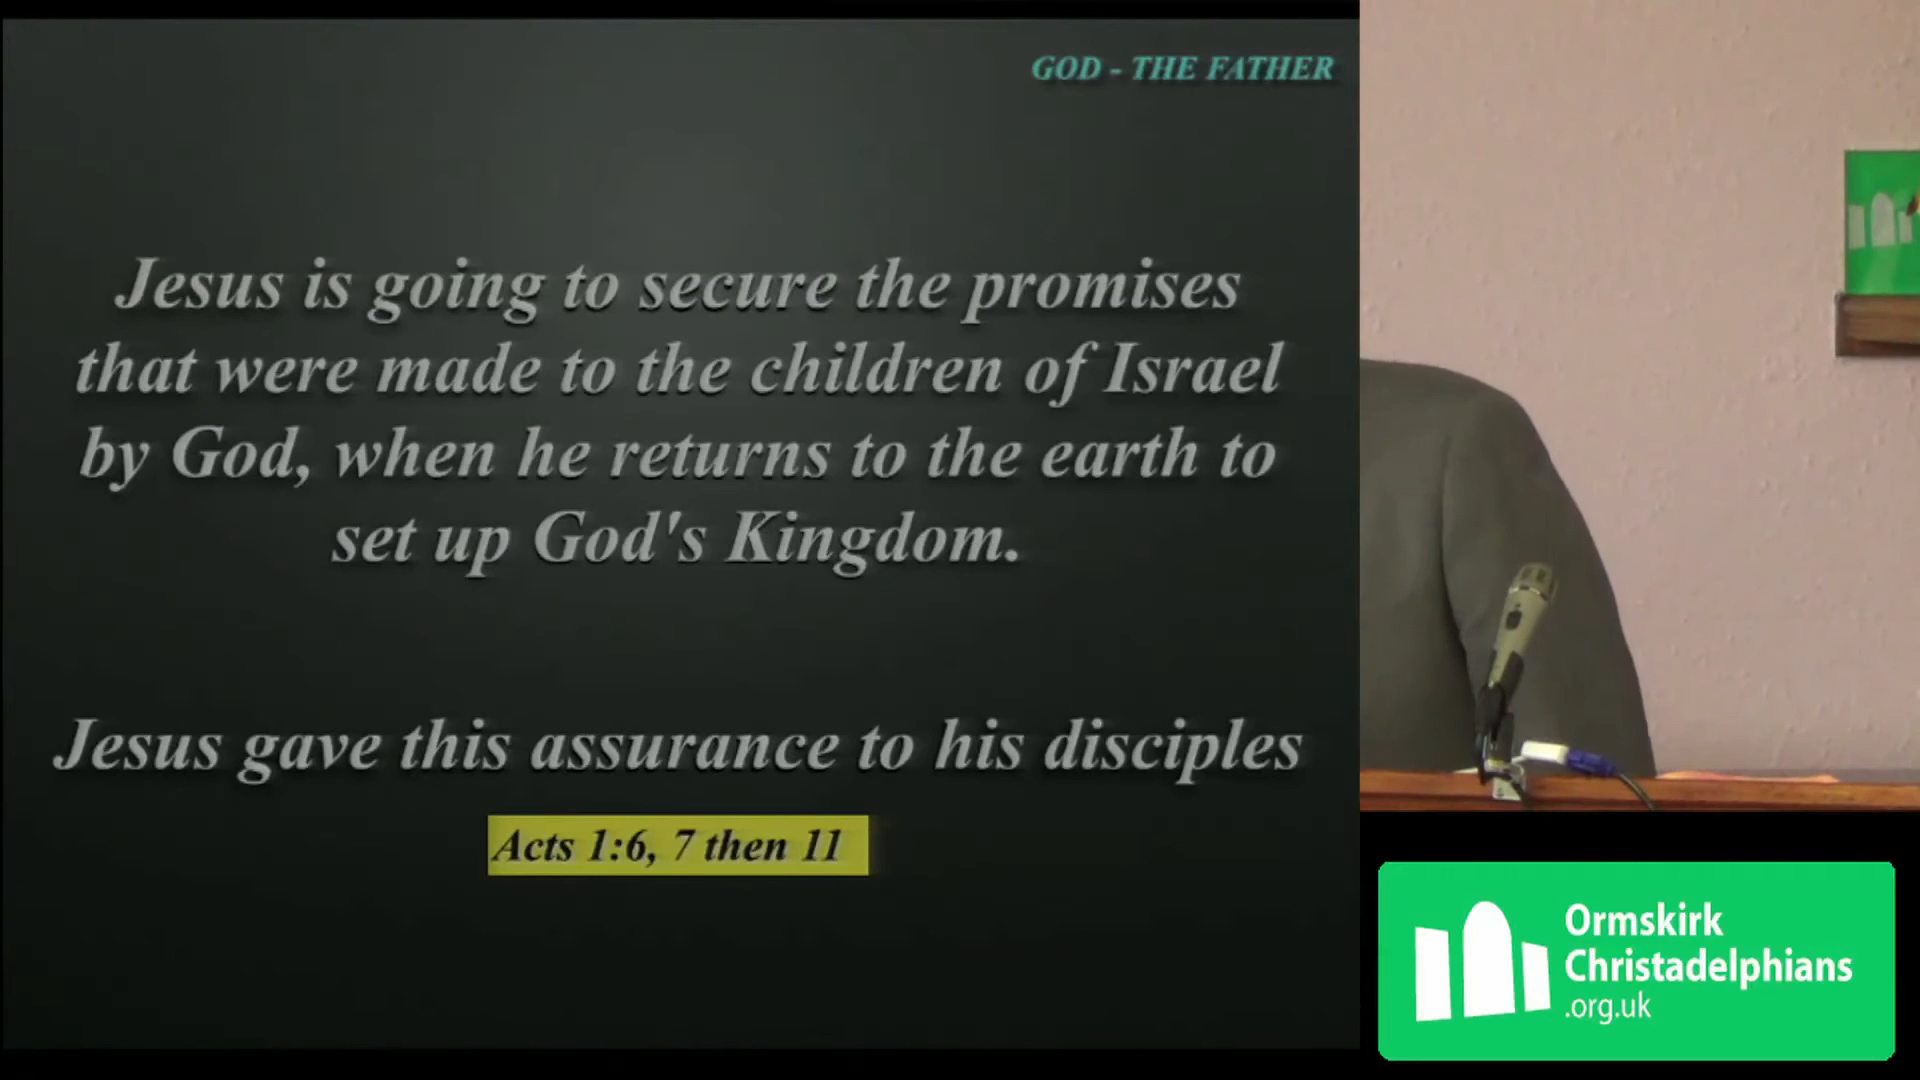 GOD - THE FATHER
Jesus is going to secure the promises
that were made to the children of Israel
by God, when he returns to the earth to
set up God's Kingdom.
Jesus gave this assurance to his disciples
Acts 1:6, 7 then 11
Ormskirk
Christadelphians
.org.uk